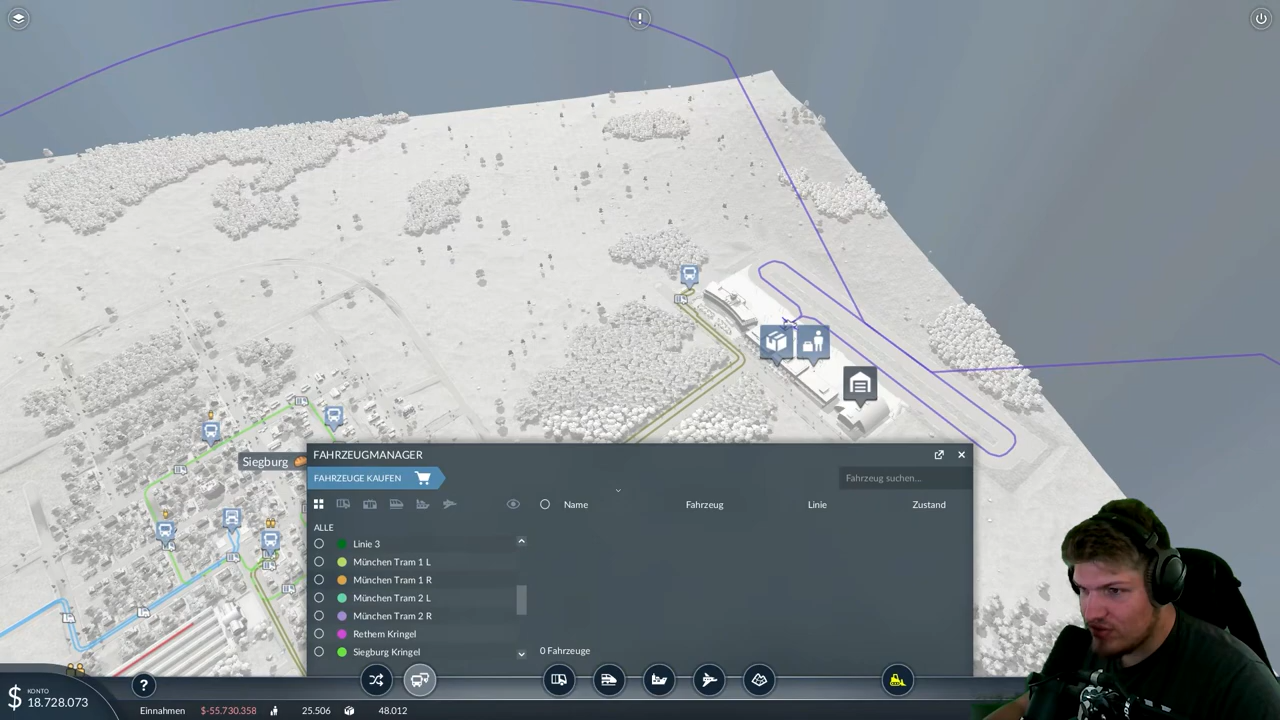 !
Siegburg
FAHRZEUGMANAGER
FAHRZEUGE KAUFEN
Fahrzeug suchen...
Name
Fahrzeug
Linie
Zustand
ALLE
Linie 3
München Tram 1 L
München Tram 1 R
München Tram 2 L
München Tram 2 R
Rethem Kringel
Siegburg Kringel
0 Fahrzeuge
?
$
KONTO
18.728.073
Einnahmen
$-55.730.358
25.506
48.012